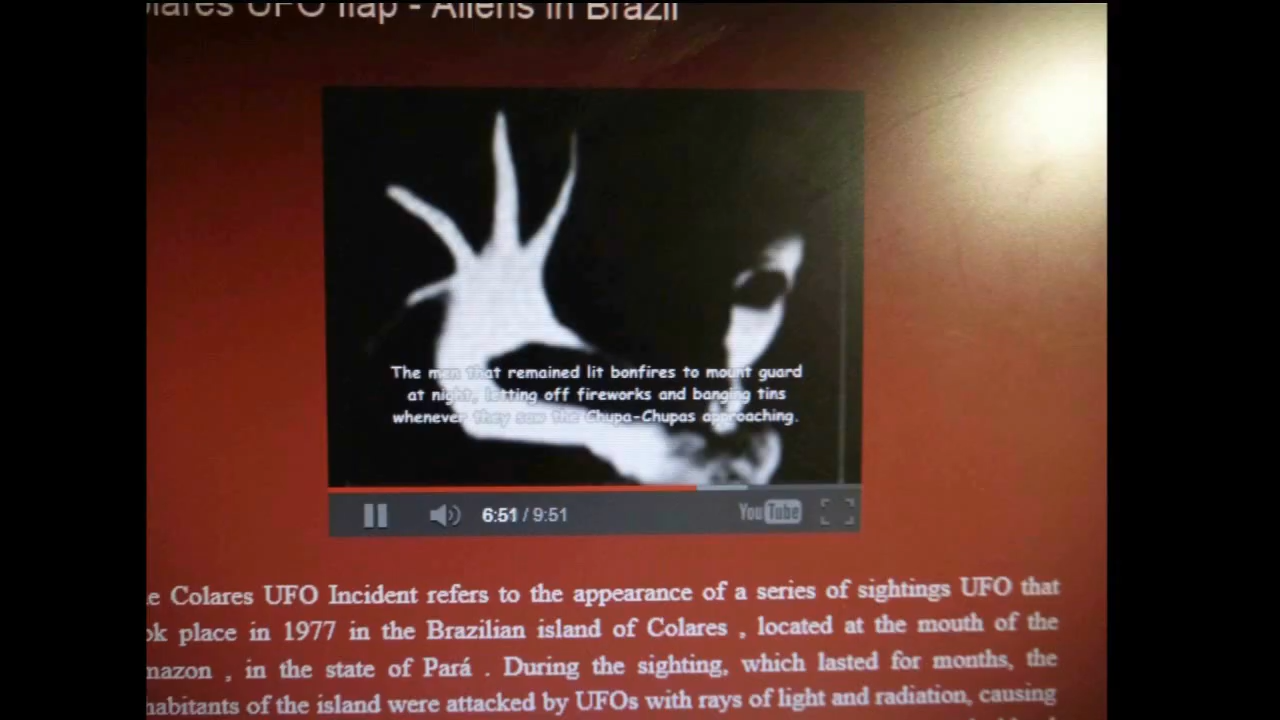 olares UFO flap - Aliens in Brazil
The men that remained lit bonfires to mount guard
at night, letting off fireworks and banging tins
whenever they saw the Chupa-Chupas approaching.
6:51 / 9:51
YouTube
e Colares UFO Incident refers to the appearance of a series of sightings UFO that
ok place in 1977 in the Brazilian island of Colares , located at the mouth of the
mazon , in the state of Pará . During the sighting, which lasted for months, the
habitants of the island were attacked by UFOs with rays of light and radiation, causing